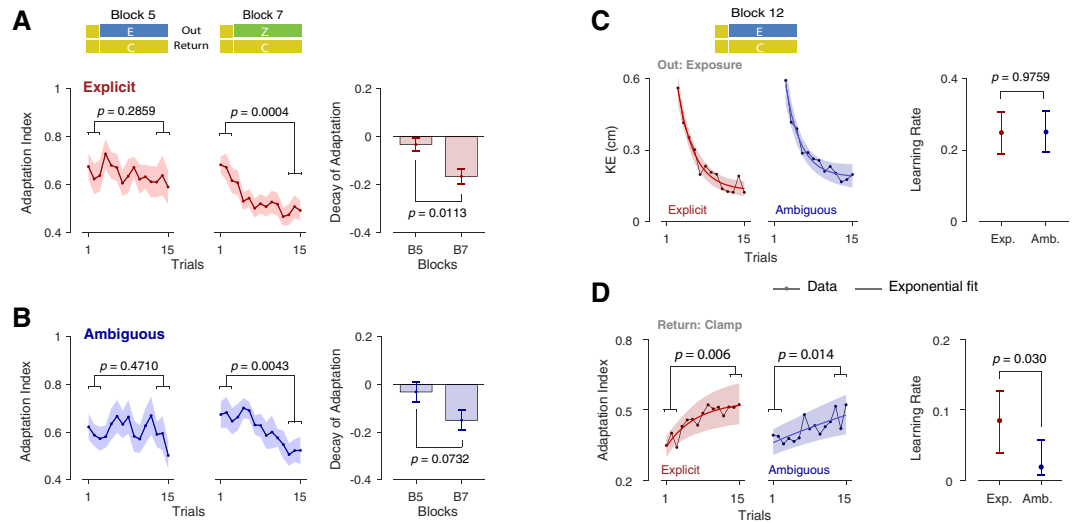 A
Block 5
Block 7
E
Out
Z
C
Return
C
Explicit
p = 0.2859
p = 0.0004
Adaptation Index
1
0.8
0.6
0.4
1
15
1
15
Trials
Decay of Adaptation
0.2
0
-0.2
-0.4
p = 0.0113
B5
B7
Blocks
B
Ambiguous
p = 0.4710
p = 0.0043
Adaptation Index
1
0.8
0.6
0.4
1
15
1
15
Trials
Decay of Adaptation
0.2
0
-0.2
-0.4
p = 0.0732
B5
B7
Blocks
C
Block 12
E
C
Out: Exposure
KE (cm)
0.6
0.3
0
Explicit
Ambiguous
1
15
1
15
Trials
Learning Rate
0.4
0.2
0
p = 0.9759
Exp.
Amb.
D
Data
Exponential fit
Return: Clamp
Adaptation Index
0.8
0.5
0.2
p = 0.006
p = 0.014
Explicit
Ambiguous
1
15
1
15
Trials
Learning Rate
0.2
0.1
0
p = 0.030
Exp.
Amb.